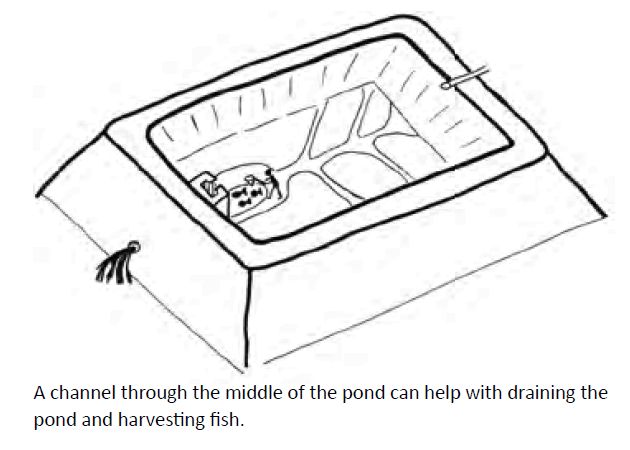 A channel through the middle of the pond can help with draining the
pond and harvesting fish.